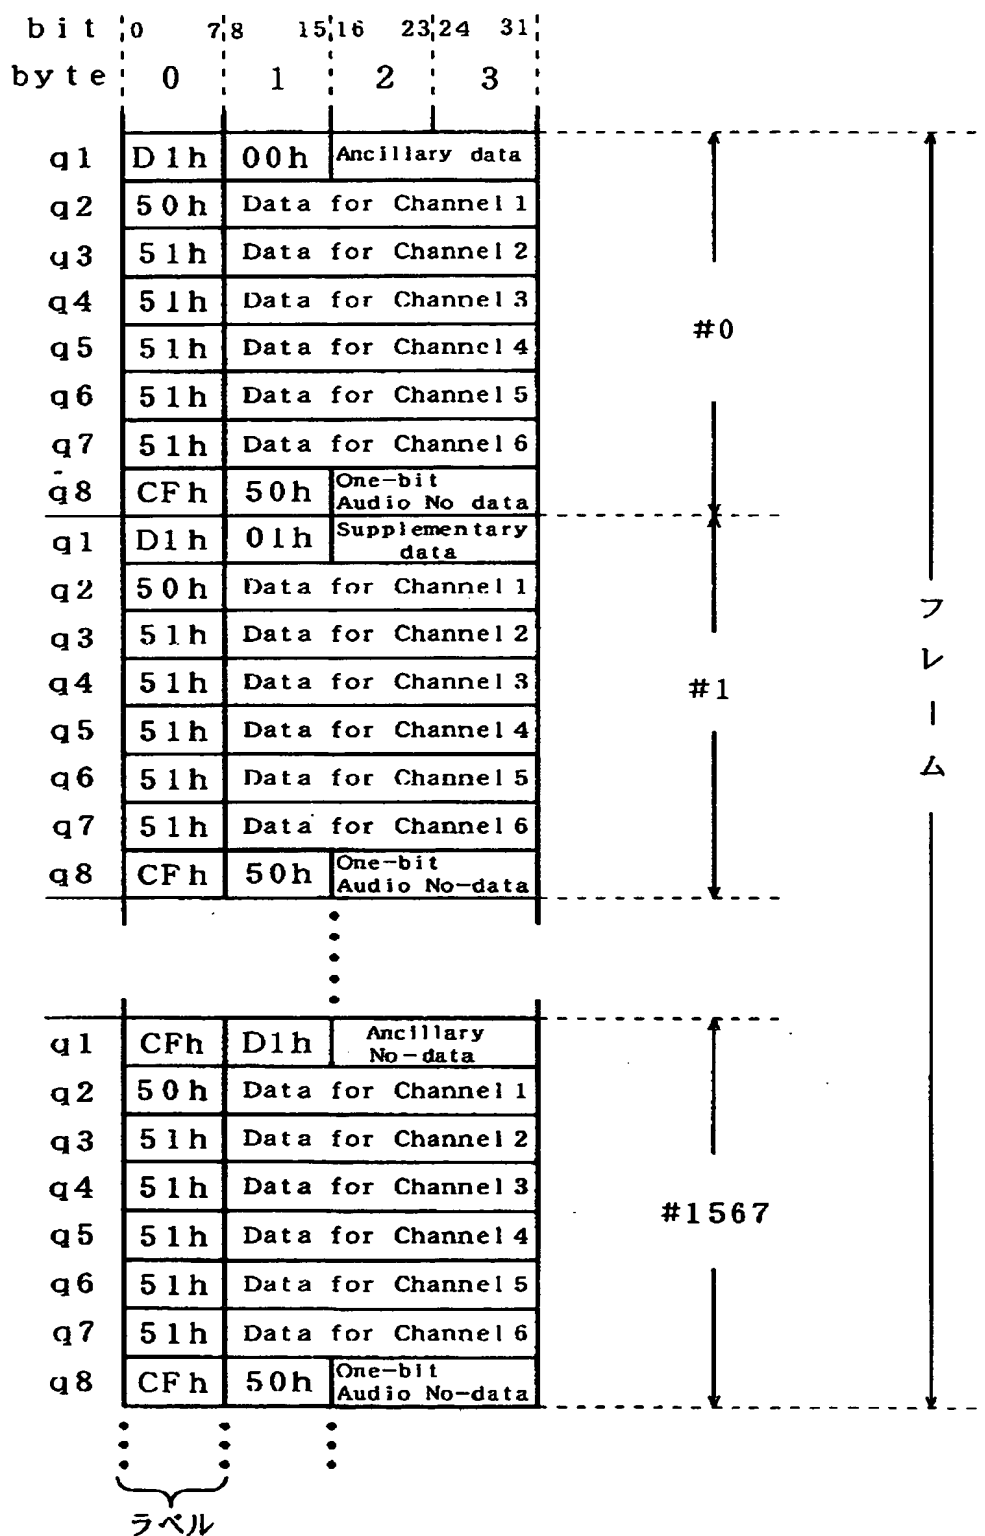 bit 0 7 8 15 16 23 24 31
byte 0 1 2 3
q1 D1h 00h Ancillary data
q2 50h Data for Channel 1
q3 51h Data for Channel 2
q4 51h Data for Channel 3
q5 51h Data for Channel 4
q6 51h Data for Channel 5
q7 51h Data for Channel 6
q8 CFh 50h One-bit
Audio No data
#0
q1 D1h 01h Supplementary
data
q2 50h Data for Channel 1
q3 51h Data for Channel 2
q4 51h Data for Channel 3
q5 51h Data for Channel 4
q6 51h Data for Channel 5
q7 51h Data for Channel 6
q8 CFh 50h One-bit
Audio No-data
#1
フレーム
q1 CFh D1h Ancillary
No-data
q2 50h Data for Channel 1
q3 51h Data for Channel 2
q4 51h Data for Channel 3
q5 51h Data for Channel 4
q6 51h Data for Channel 5
q7 51h Data for Channel 6
q8 CFh 50h One-bit
Audio No-data
#1567
ラベル